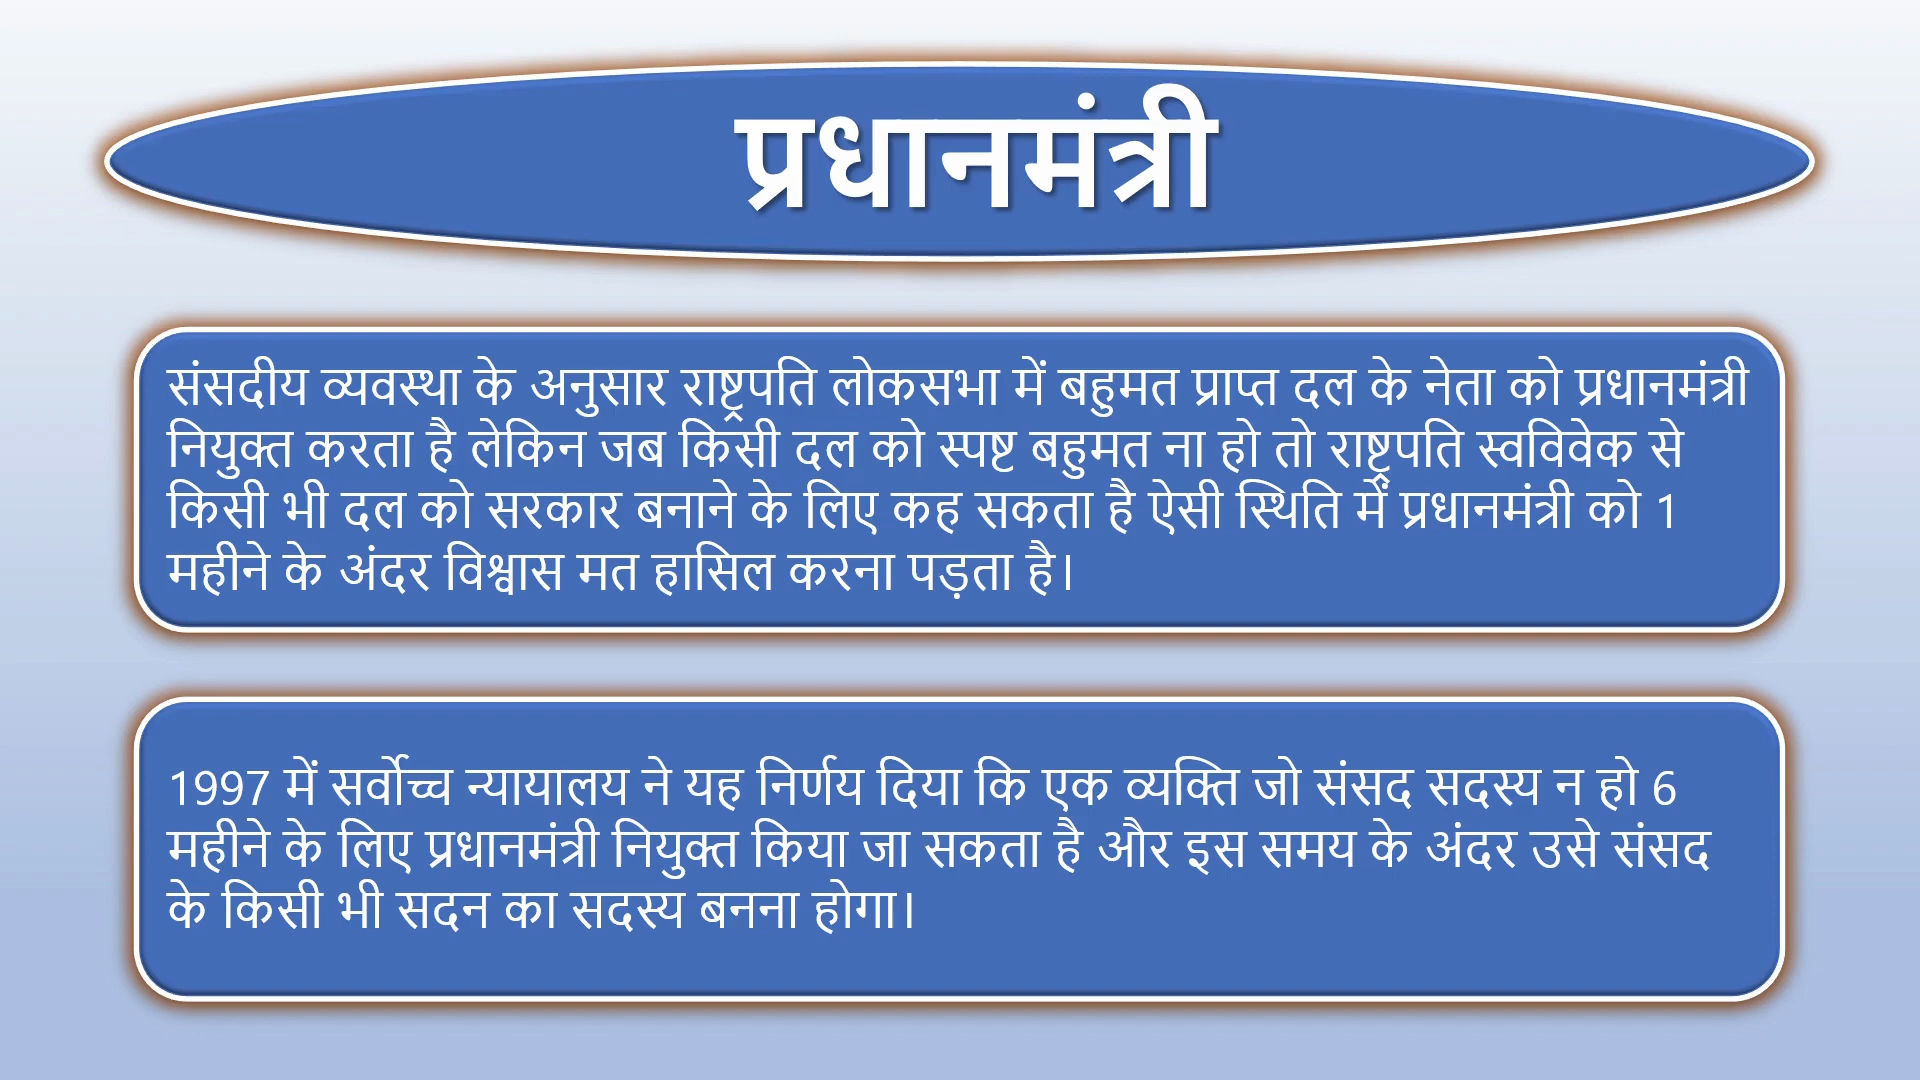 प्रधानमंत्री
संसदीय व्यवस्था के अनुसार राष्ट्रपति लोकसभा में बहुमत प्राप्त दल के नेता को प्रधानमंत्री
नियुक्त करता है लेकिन जब किसी दल को स्पष्ट बहुमत ना हो तो राष्ट्रपति स्वविवेक से
किसी भी दल को सरकार बनाने के लिए कह सकता है ऐसी स्थिति में प्रधानमंत्री को 1
महीने के अंदर विश्वास मत हासिल करना पड़ता है।
1997 में सर्वोच्च न्यायालय ने यह निर्णय दिया कि एक व्यक्ति जो संसद सदस्य न हो 6
महीने के लिए प्रधानमंत्री नियुक्त किया जा सकता है और इस समय के अंदर उसे संसद
के किसी भी सदन का सदस्य बनना होगा।